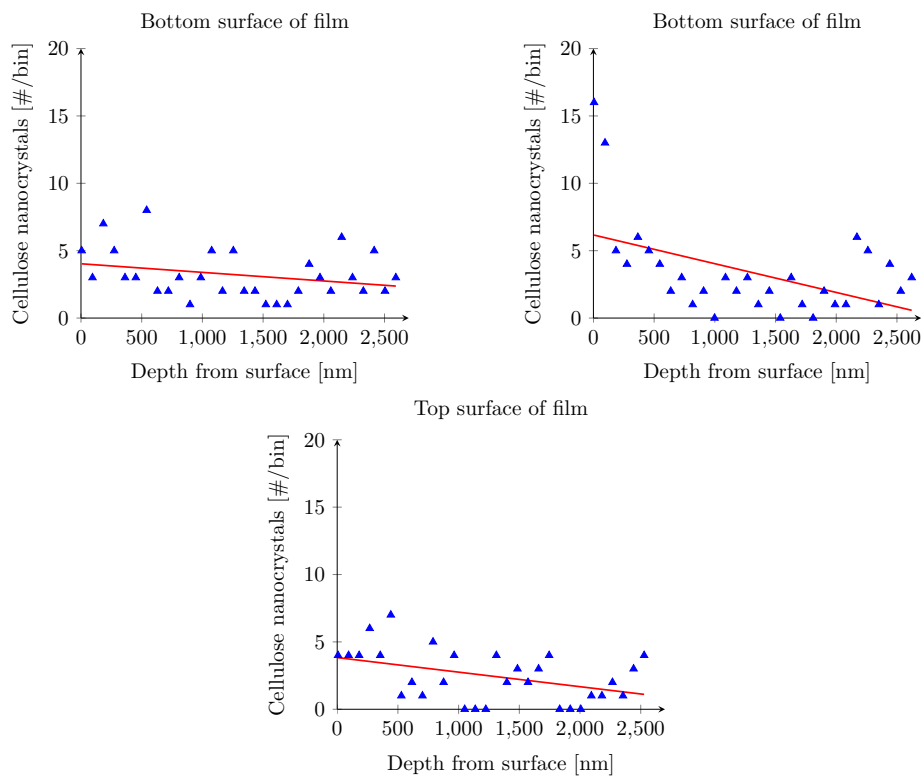 Bottom surface of film
Cellulose nanocrystals [#/bin]
20
15
10
5
0
0 500 1,000 1,500 2,000 2,500
Depth from surface [nm]
Bottom surface of film
Cellulose nanocrystals [#/bin]
20
15
10
5
0
0 500 1,000 1,500 2,000 2,500
Depth from surface [nm]
Top surface of film
Cellulose nanocrystals [#/bin]
20
15
10
5
0
0 500 1,000 1,500 2,000 2,500
Depth from surface [nm]